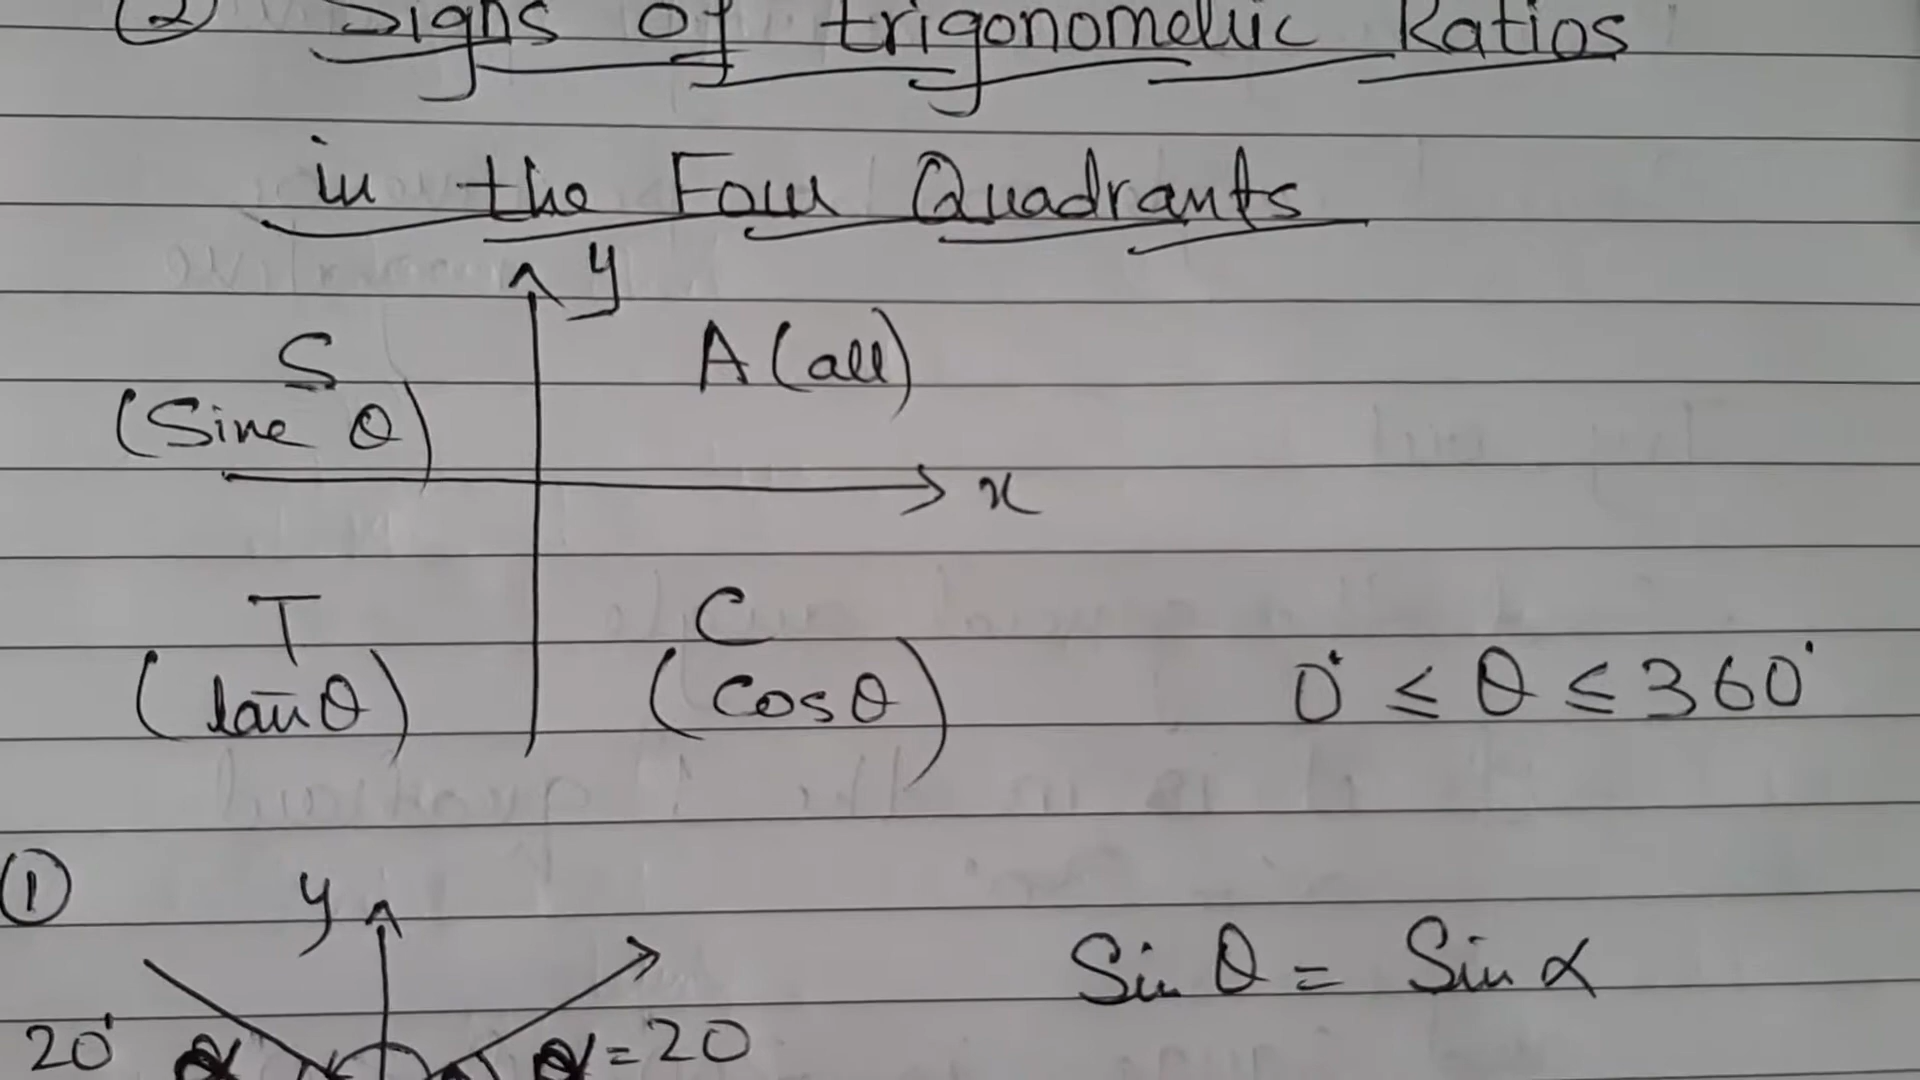 ② Signs of trigonometric Ratios
in the Four Quadrants
y
S
A (all)
(Sine θ)
x
T
C
(tan θ)
(cos θ)
0° ≤ θ ≤ 360°
①
y
Sin θ = Sin α
20°
α
α = 20